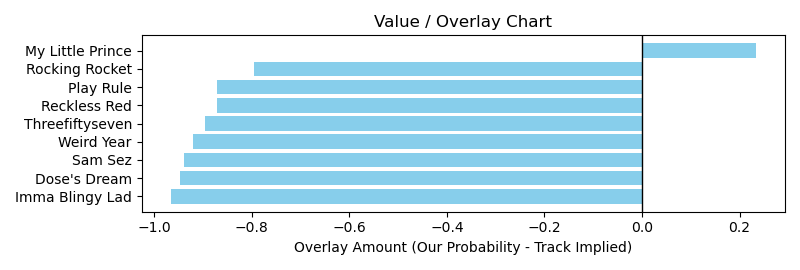 Value / Overlay Chart
My Little Prince
Rocking Rocket
Play Rule
Reckless Red
Threefiftyseven
Weird Year
Sam Sez
Dose's Dream
Imma Blingy Lad
−1.0 −0.8 −0.6 −0.4 −0.2 0.0 0.2
Overlay Amount (Our Probability - Track Implied)